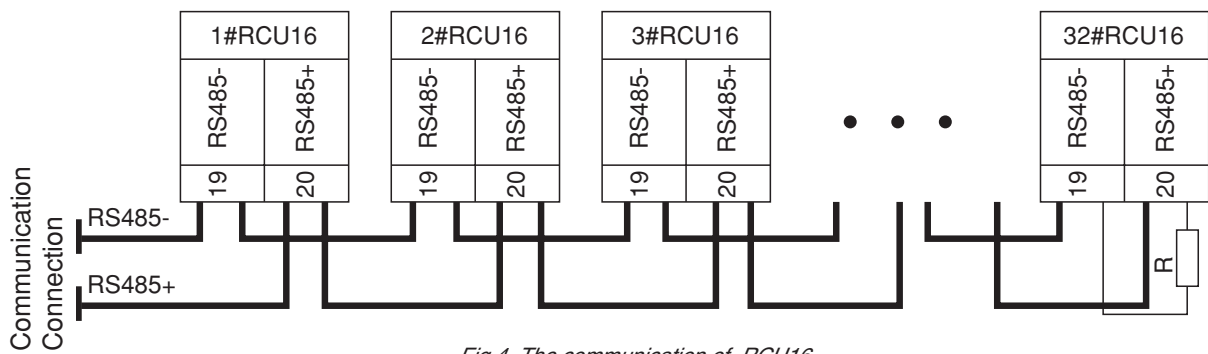 1#RCU16
2#RCU16
3#RCU16
32#RCU16
RS485-
RS485+
RS485-
RS485+
RS485-
RS485+
RS485-
RS485+
19
20
19
20
19
20
19
20
Communication
Connection
RS485-
RS485+
R
Fig.4 The communication of RCU16